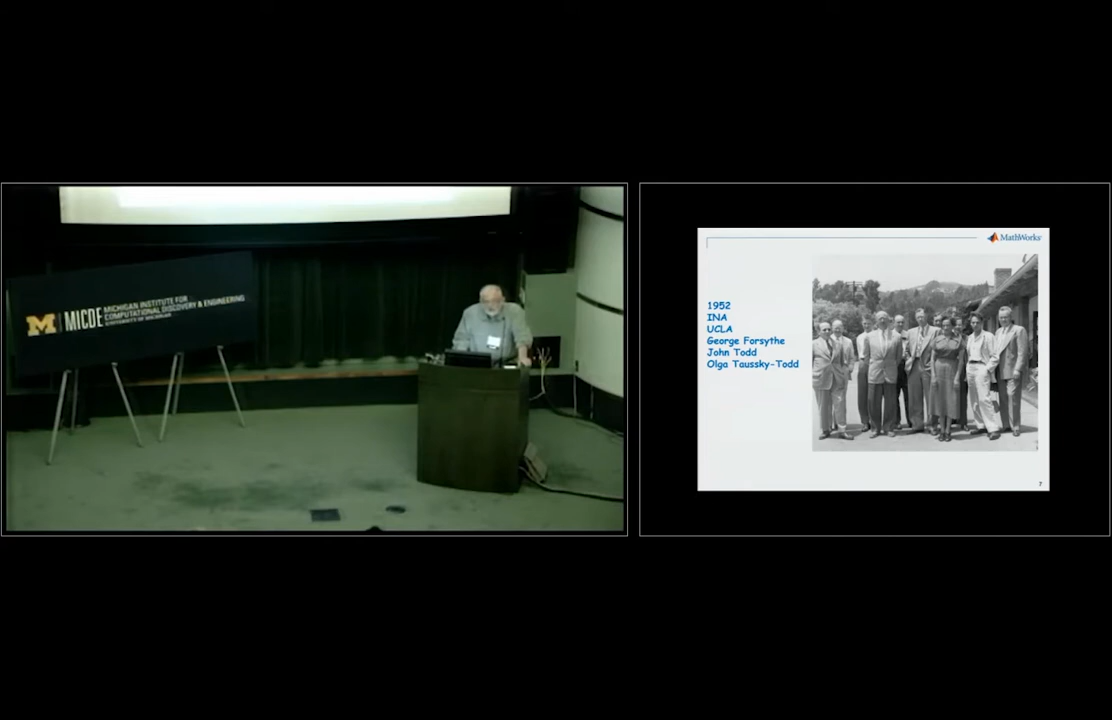 M
MICDE
MICHIGAN INSTITUTE FOR
COMPUTATIONAL DISCOVERY & ENGINEERING
UNIVERSITY OF MICHIGAN
MathWorks
1952
INA
UCLA
George Forsythe
John Todd
Olga Taussky-Todd
7